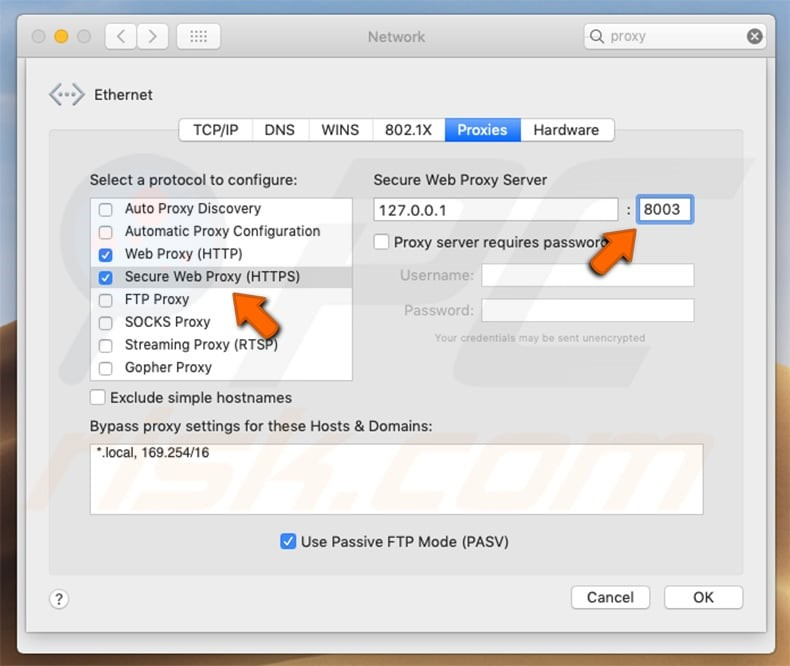 Network
proxy
Ethernet
TCP/IP DNS WINS 802.1X Proxies Hardware
Select a protocol to configure:
Auto Proxy Discovery
Automatic Proxy Configuration
Web Proxy (HTTP)
Secure Web Proxy (HTTPS)
FTP Proxy
SOCKS Proxy
Streaming Proxy (RTSP)
Gopher Proxy
Secure Web Proxy Server
127.0.0.1 : 8003
Proxy server requires password
Username:
Password:
Your credentials may be sent unencrypted
Exclude simple hostnames
Bypass proxy settings for these Hosts & Domains:
*.local, 169.254/16
Use Passive FTP Mode (PASV)
? Cancel OK
PC
risk.com